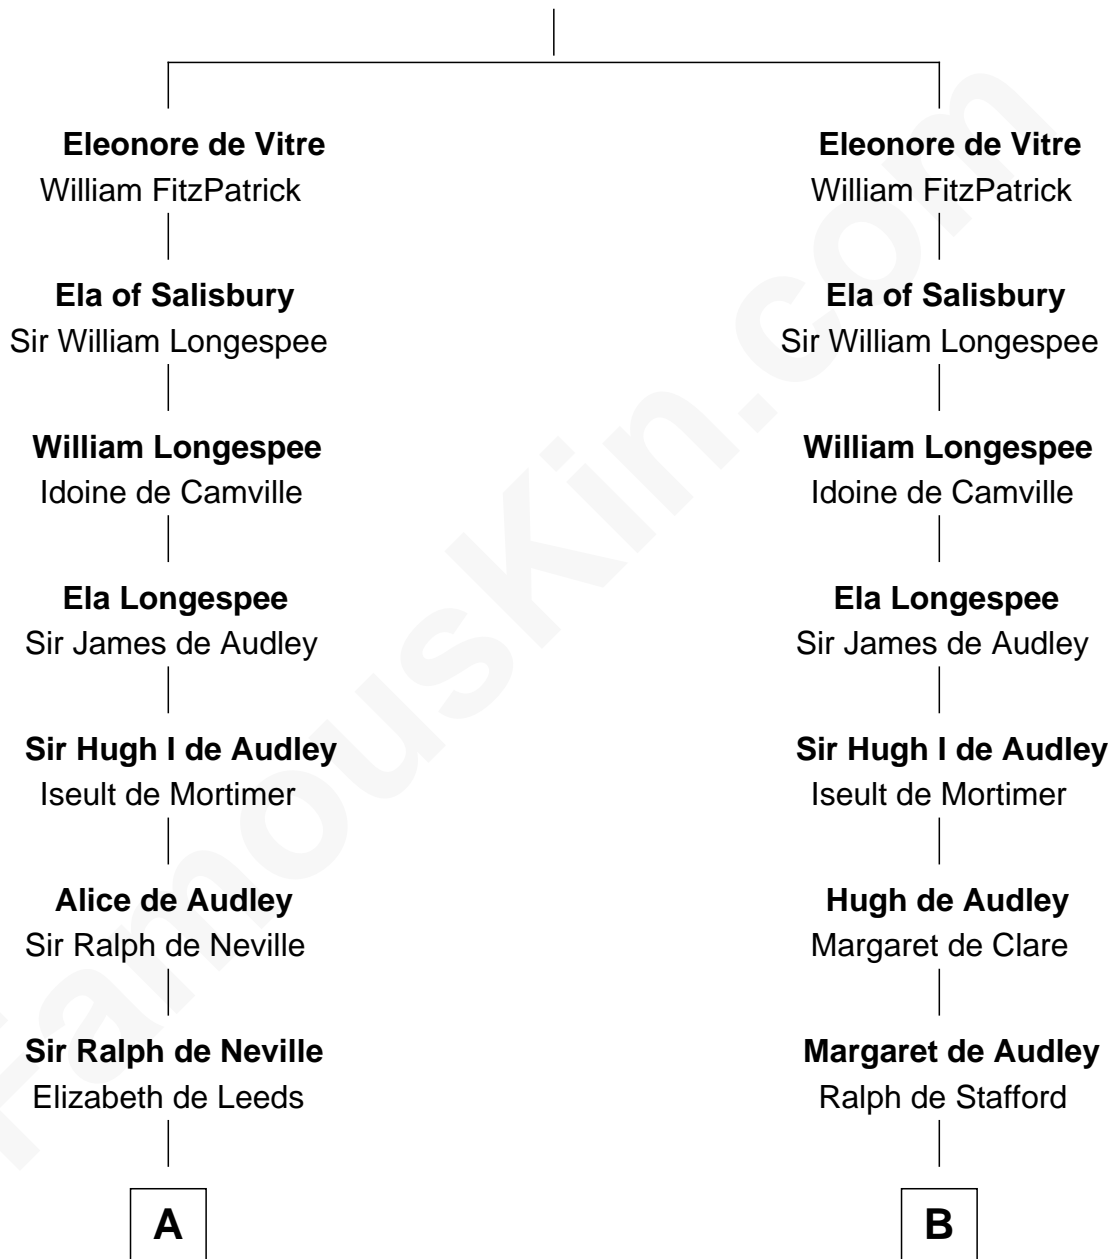 Eleonore de Vitre
William FitzPatrick
Ela of Salisbury
Sir William Longespee
William Longespee
Idoine de Camville
Ela Longespee
Sir James de Audley
Sir Hugh I de Audley
Iseult de Mortimer
Alice de Audley
Sir Ralph de Neville
Sir Ralph de Neville
Elizabeth de Leeds
A
Eleonore de Vitre
William FitzPatrick
Ela of Salisbury
Sir William Longespee
William Longespee
Idoine de Camville
Ela Longespee
Sir James de Audley
Sir Hugh I de Audley
Iseult de Mortimer
Hugh de Audley
Margaret de Clare
Margaret de Audley
Ralph de Stafford
B
FamousKin.com